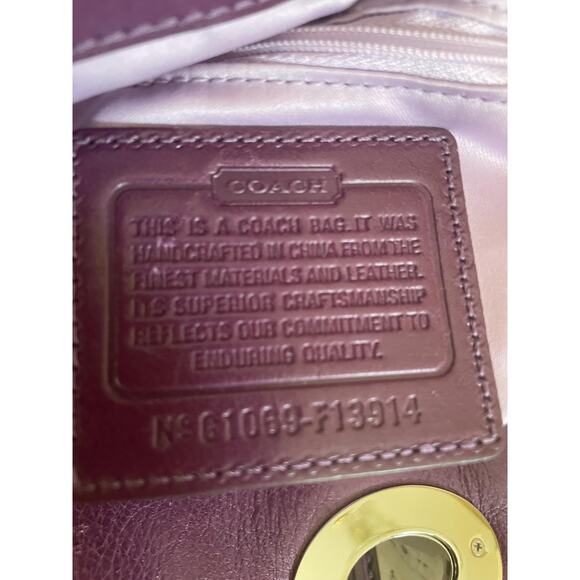 COACH
THIS IS A COACH BAG. IT WAS
HANDCRAFTED IN CHINA FROM THE
FINEST MATERIALS AND LEATHER.
ITS SUPERIOR CRAFTSMANSHIP
REFLECTS OUR COMMITMENT TO
ENDURING QUALITY.
Nº G1069-F13914